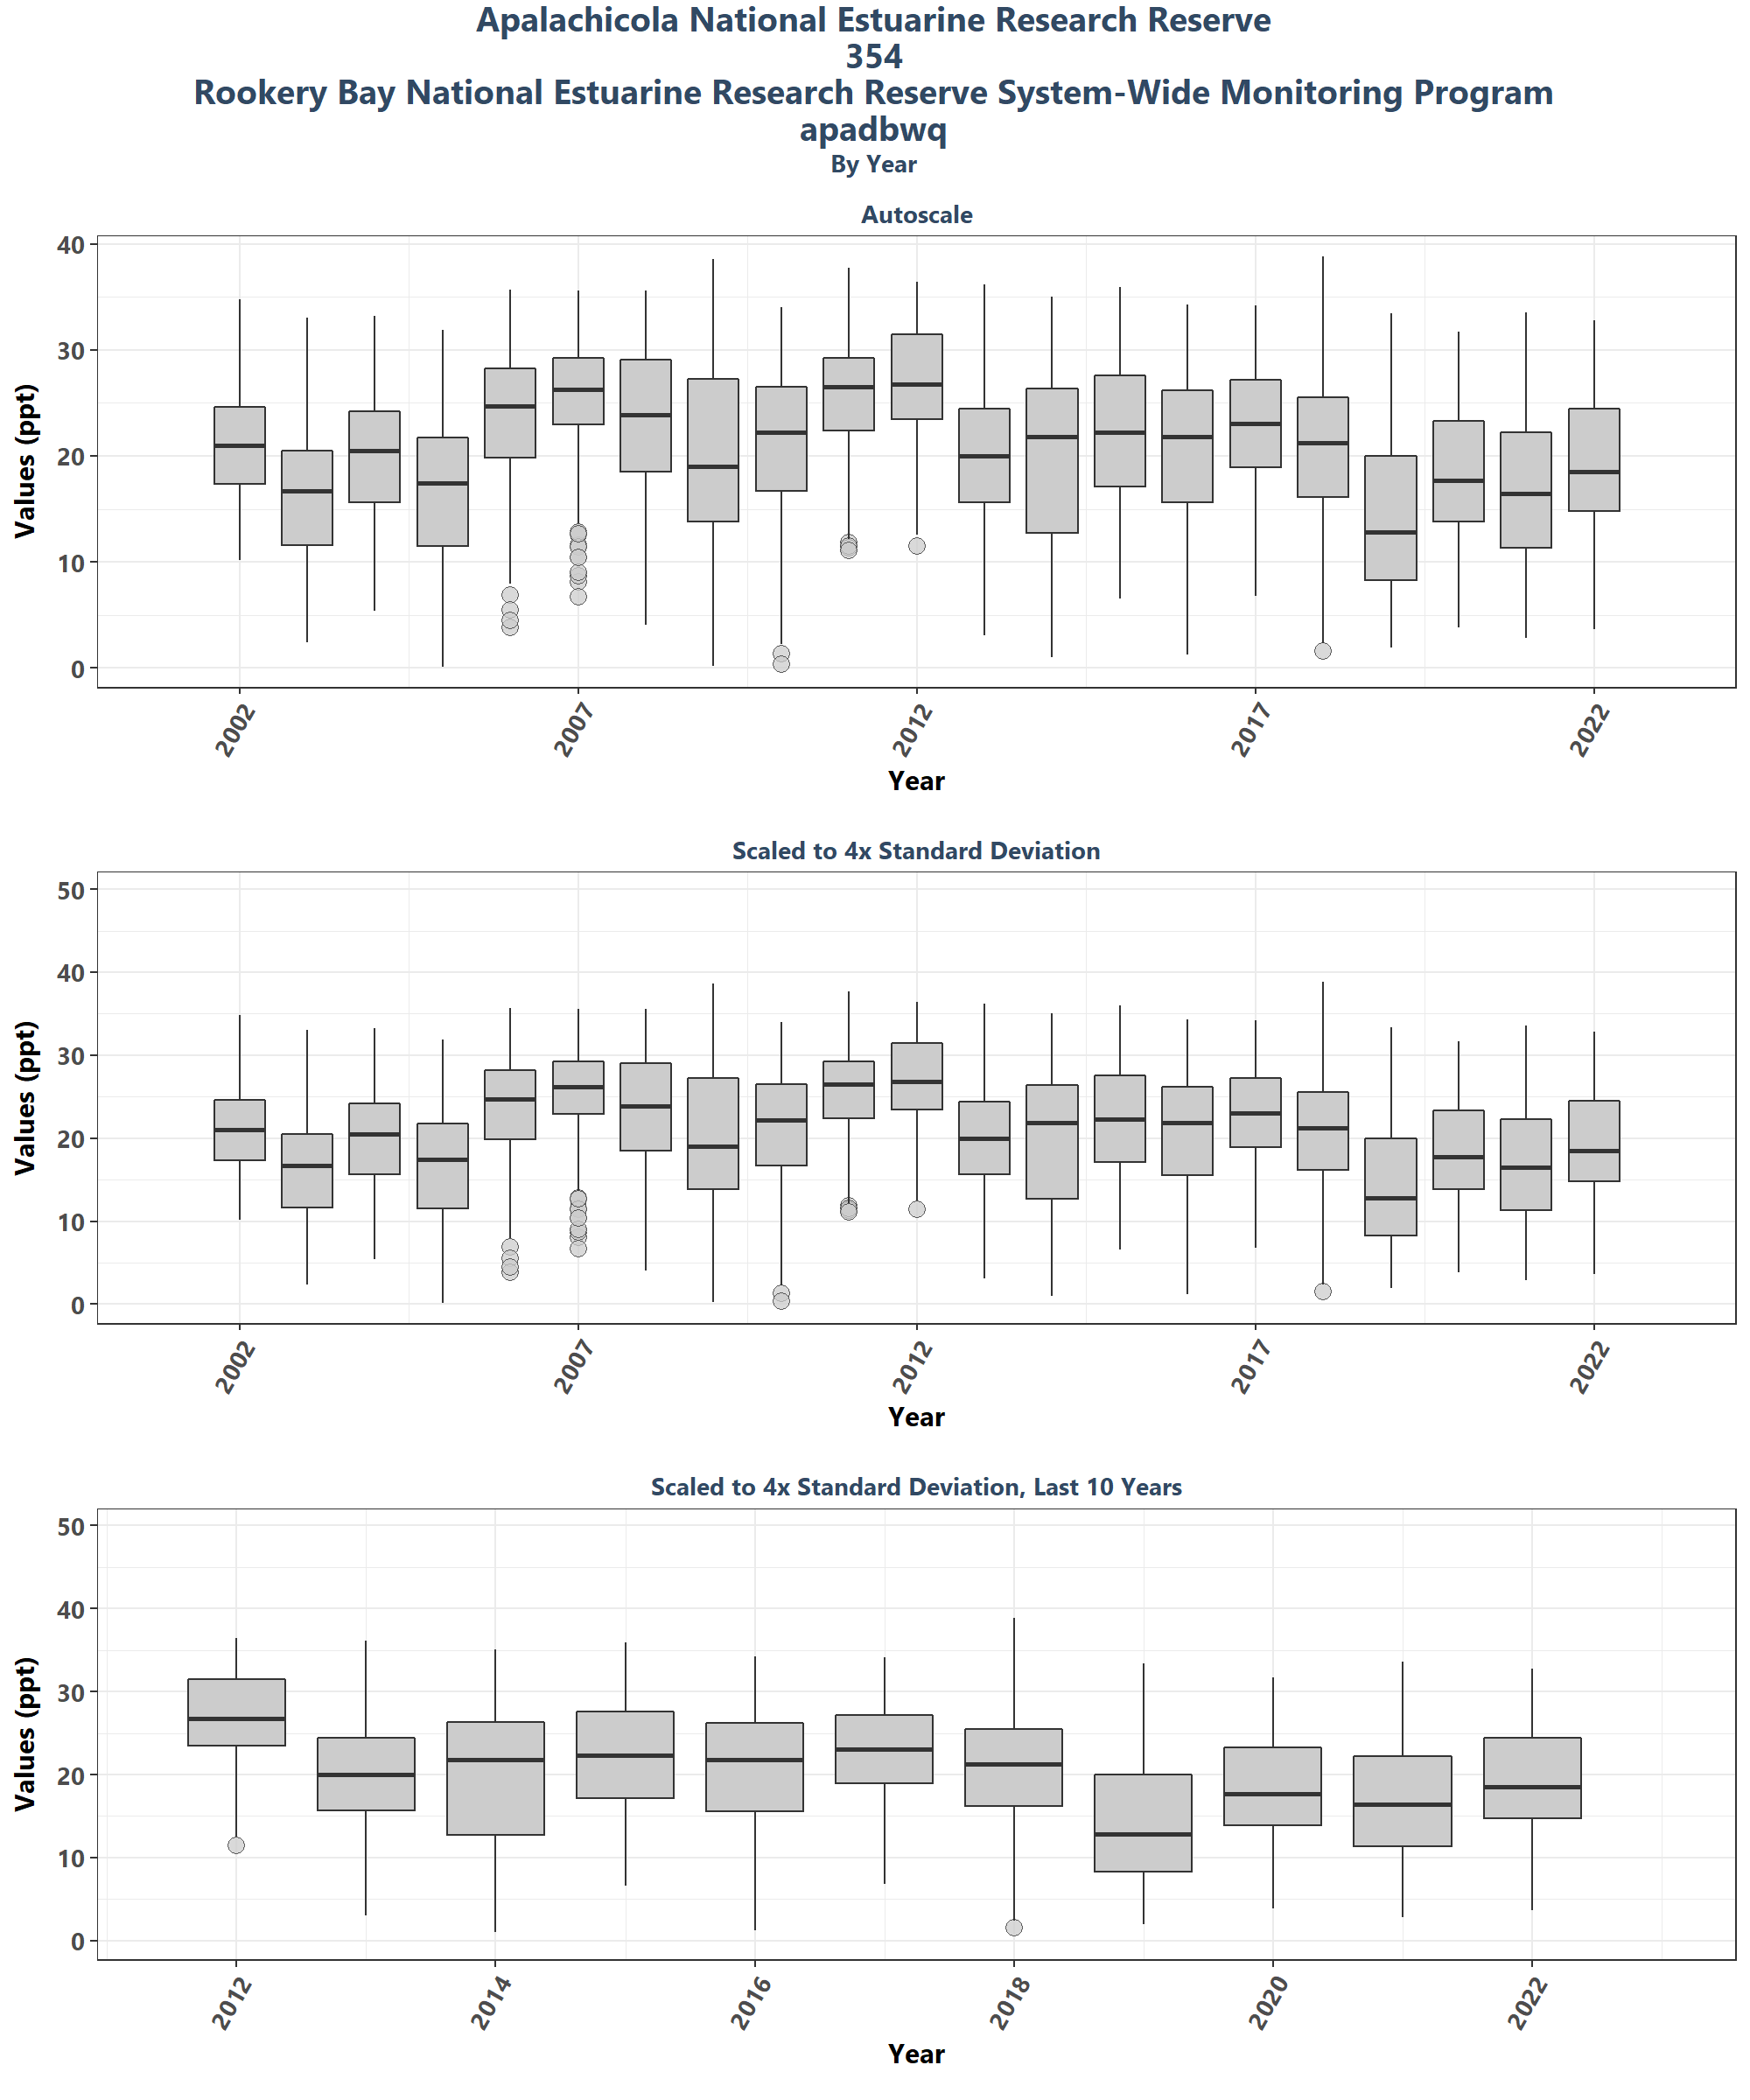 Apalachicola National Estuarine Research Reserve
354
Rookery Bay National Estuarine Research Reserve System-Wide Monitoring Program
apadbwq
By Year
Autoscale
Values (ppt)
40
30
20
10
0
2002 2007 2012 2017 2022
Year
Scaled to 4x Standard Deviation
Values (ppt)
50
40
30
20
10
0
2002 2007 2012 2017 2022
Year
Scaled to 4x Standard Deviation, Last 10 Years
Values (ppt)
50
40
30
20
10
0
2012 2014 2016 2018 2020 2022
Year